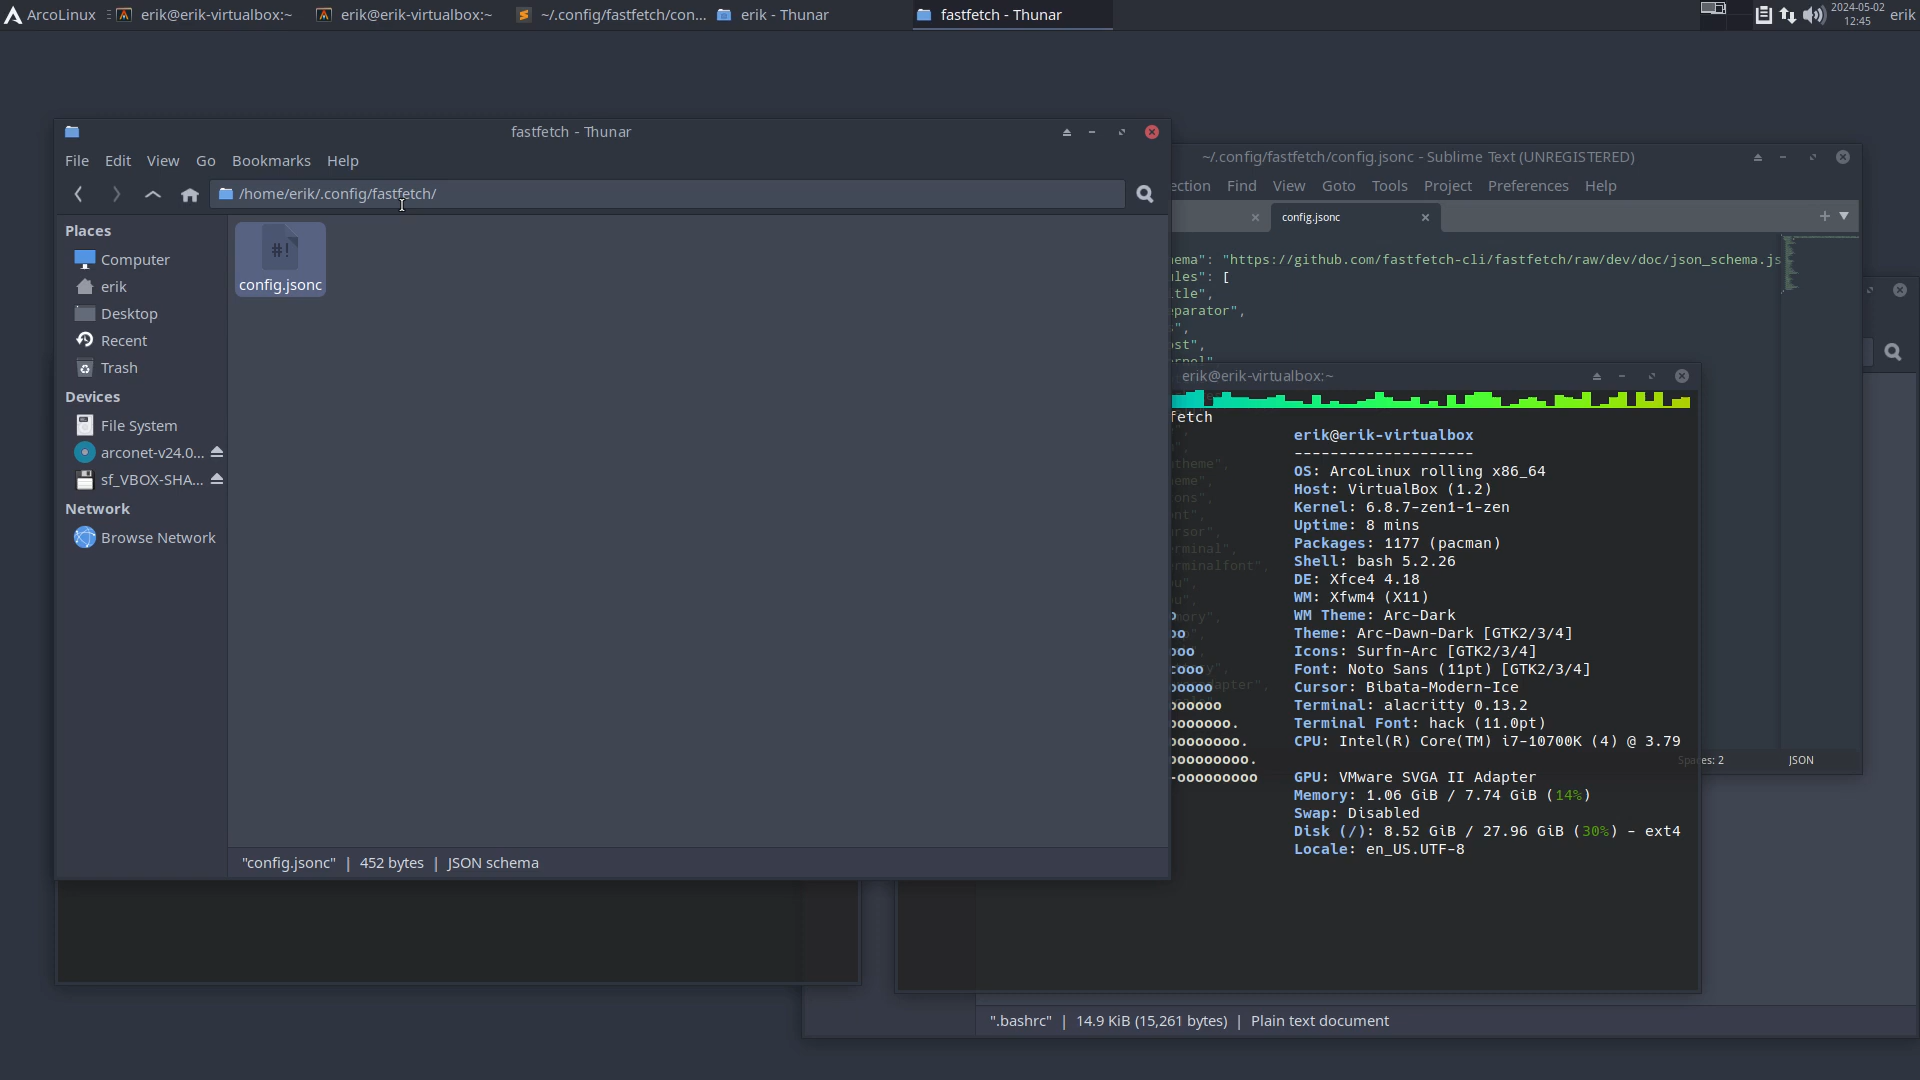 ArcoLinux
erik@erik-virtualbox:~
erik@erik-virtualbox:~
~/.config/fastfetch/con...
erik - Thunar
fastfetch - Thunar
2024-05-02
12:45
erik
fastfetch - Thunar
File Edit View Go Bookmarks Help
/home/erik/.config/fastfetch/
Places
Computer
erik
Desktop
Recent
Trash
Devices
File System
arconet-v24.0...
sf_VBOX-SHA...
Network
Browse Network
#!
config.jsonc
"config.jsonc" | 452 bytes | JSON schema
~/.config/fastfetch/config.jsonc - Sublime Text (UNREGISTERED)
ection Find View Goto Tools Project Preferences Help
config.jsonc
ema": "https://github.com/fastfetch-cli/fastfetch/raw/dev/doc/json_schema.js
ules": [
tle",
eparator",
s",
ost",
ernel"
Spaces: 2
JSON
erik@erik-virtualbox:~
fetch
erik@erik-virtualbox
--------------------
OS: ArcoLinux rolling x86_64
Host: VirtualBox (1.2)
Kernel: 6.8.7-zen1-1-zen
Uptime: 8 mins
Packages: 1177 (pacman)
Shell: bash 5.2.26
DE: Xfce4 4.18
WM: Xfwm4 (X11)
WM Theme: Arc-Dark
Theme: Arc-Dawn-Dark [GTK2/3/4]
Icons: Surfn-Arc [GTK2/3/4]
Font: Noto Sans (11pt) [GTK2/3/4]
Cursor: Bibata-Modern-Ice
Terminal: alacritty 0.13.2
Terminal Font: hack (11.0pt)
CPU: Intel(R) Core(TM) i7-10700K (4) @ 3.79
GPU: VMware SVGA II Adapter
Memory: 1.06 GiB / 7.74 GiB (14%)
Swap: Disabled
Disk (/): 8.52 GiB / 27.96 GiB (30%) - ext4
Locale: en_US.UTF-8
".bashrc" | 14.9 KiB (15,261 bytes) | Plain text document